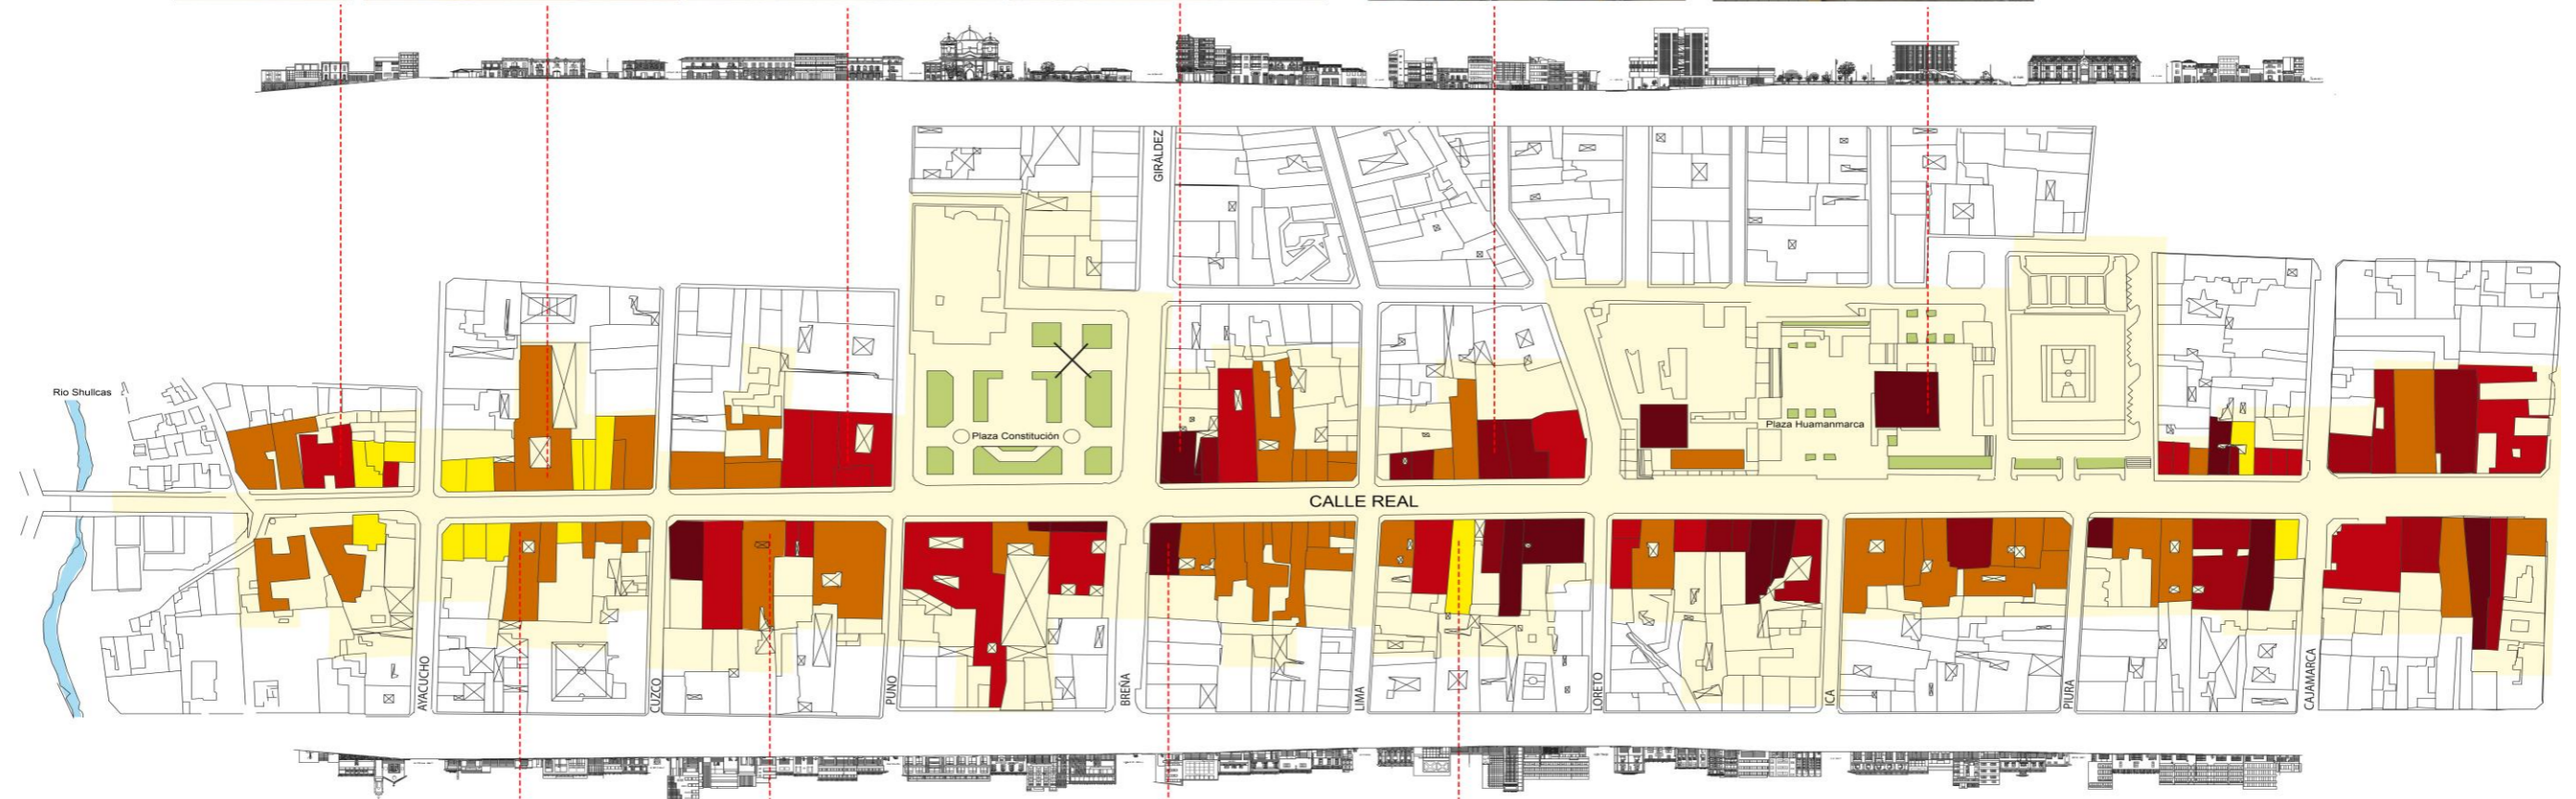 GIRÁLDEZ
Rio Shullcas
Plaza Constitución
Plaza Huamanmarca
CALLE REAL
AYACUCHO
CUZCO
PUNO
BREÑA
LIMA
LORETO
ICA
PIURA
CAJAMARCA